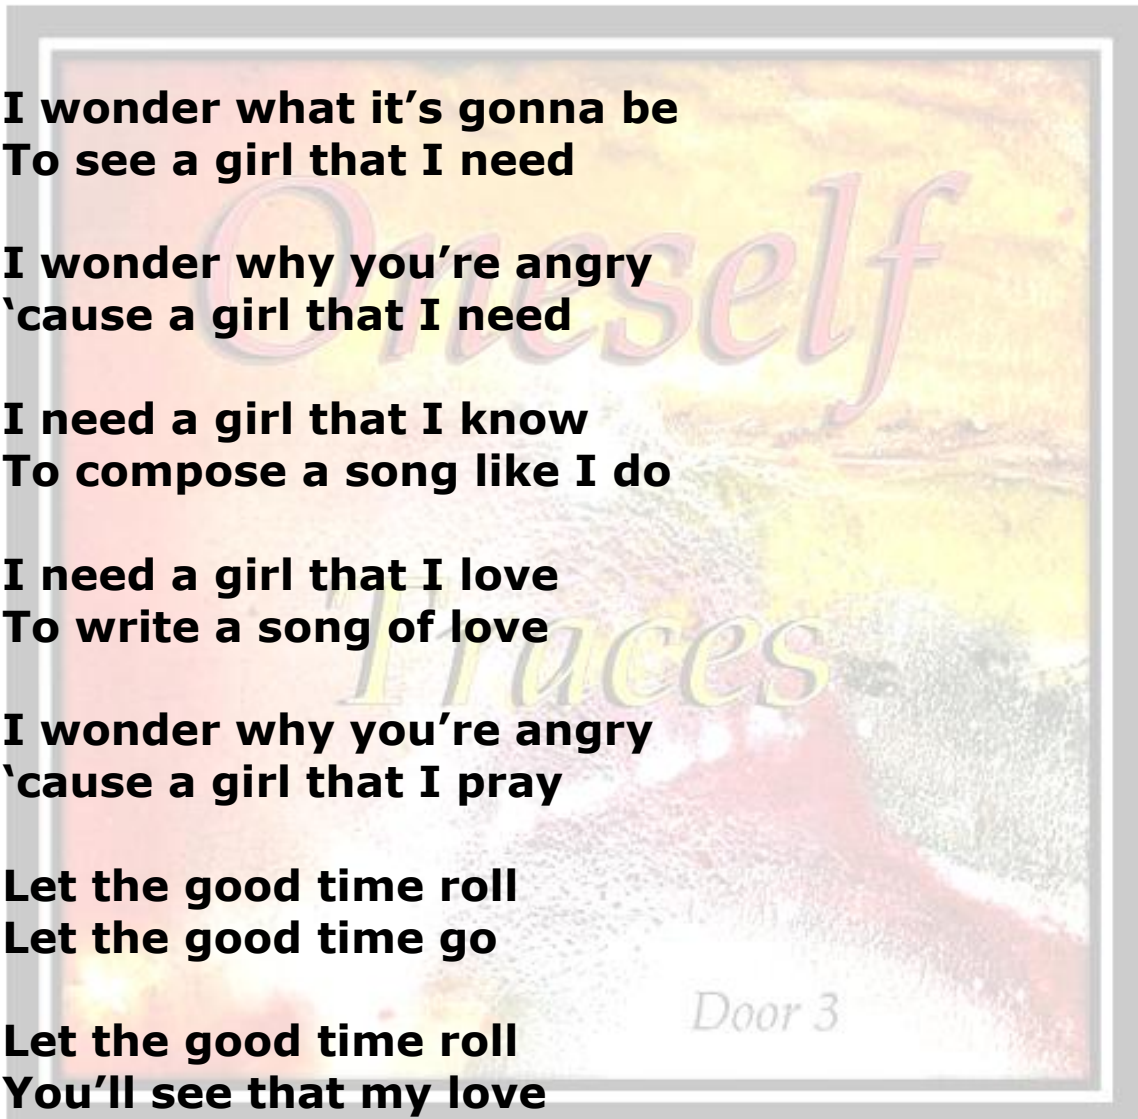 I wonder what it’s gonna be
To see a girl that I need
I wonder why you’re angry
‘cause a girl that I need
I need a girl that I know
To compose a song like I do
I need a girl that I love
To write a song of love
I wonder why you’re angry
‘cause a girl that I pray
Let the good time roll
Let the good time go
Let the good time roll
You’ll see that my love
Oneself
Traces
Door 3